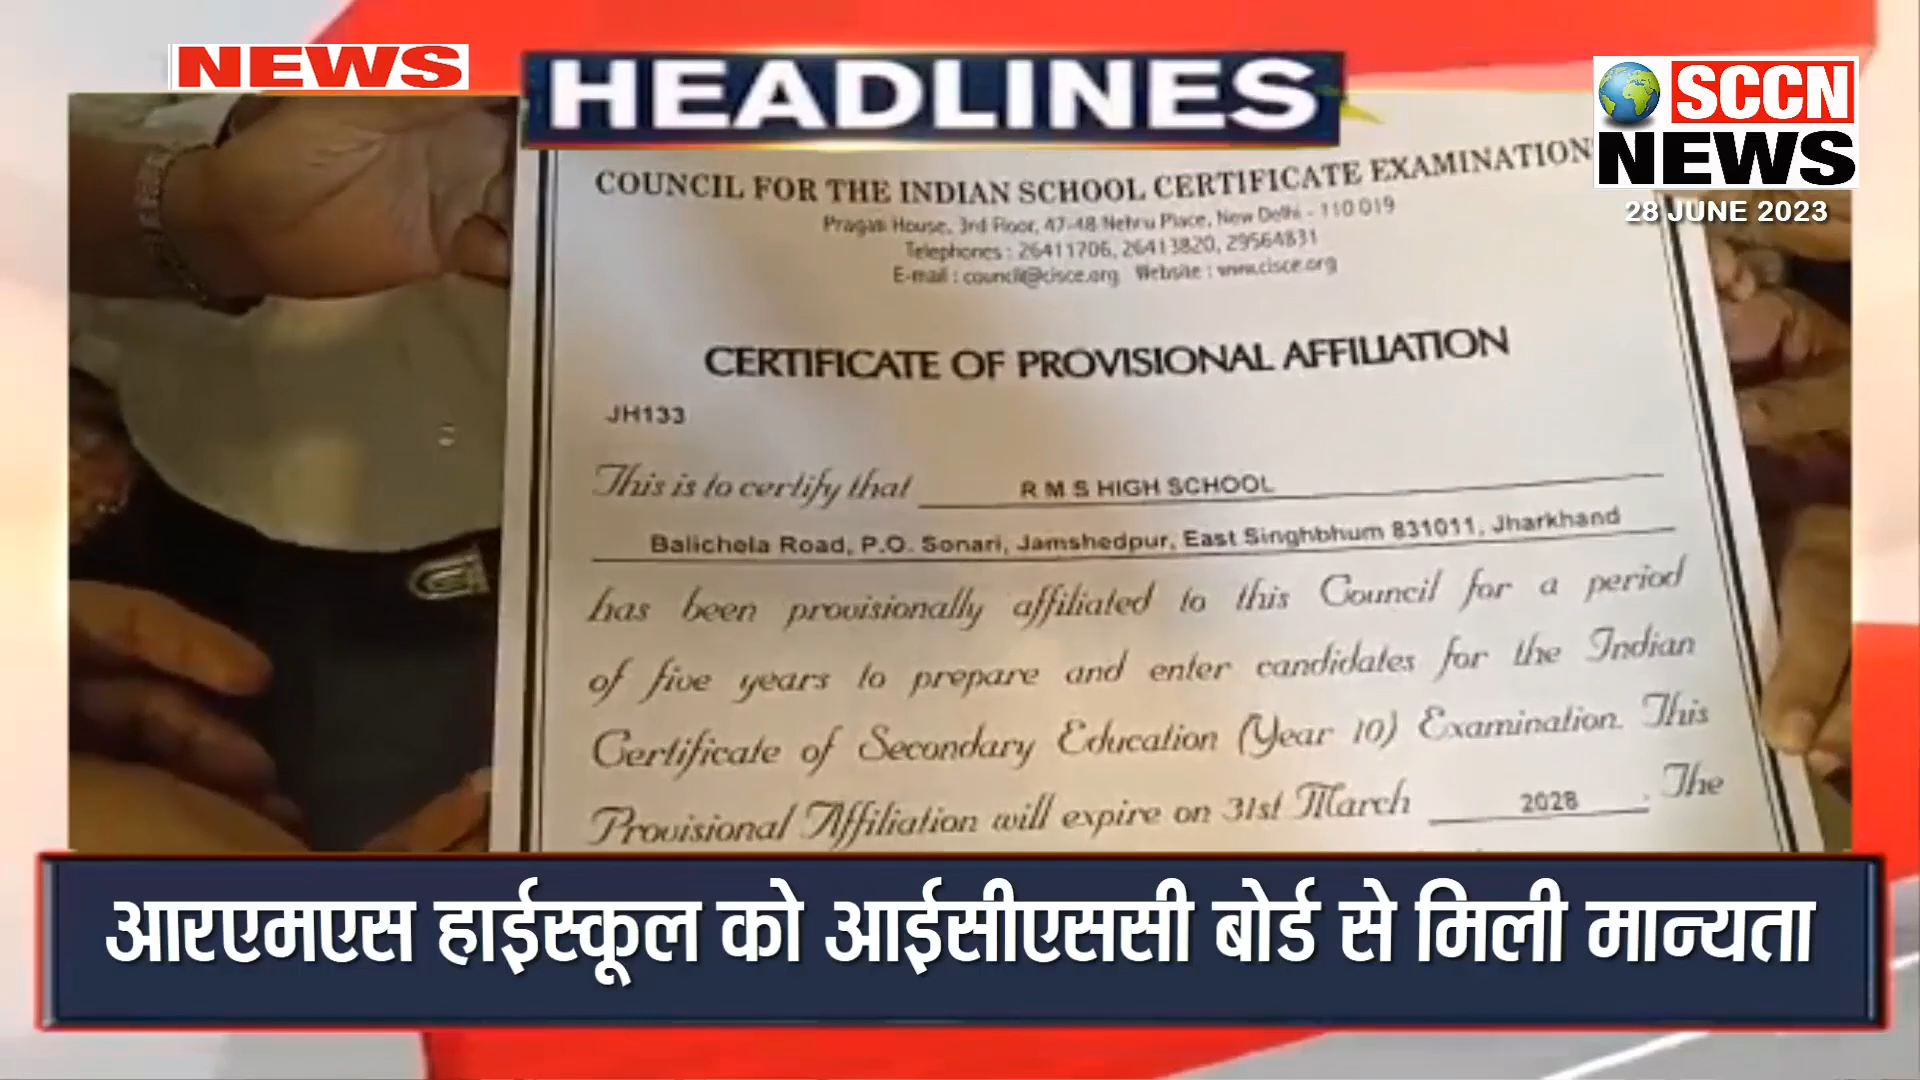 NEWS
HEADLINES
SCCN
NEWS
28 JUNE 2023
COUNCIL FOR THE INDIAN SCHOOL CERTIFICATE EXAMINATION
Pragati House, 3rd Floor, 47-48 Nehru Place, New Delhi - 110 019
Telephones : 26411706, 26413820, 29564831
E-mail : council@cisce.org Website : www.cisce.org
CERTIFICATE OF PROVISIONAL AFFILIATION
JH133
This is to certify that R M S HIGH SCHOOL
Balichela Road, P.O. Sonari, Jamshedpur, East Singhbhum 831011, Jharkhand
has been provisionally affiliated to this Council for a period
of five years to prepare and enter candidates for the Indian
Certificate of Secondary Education (Year 10) Examination. This
Provisional Affiliation will expire on 31st March 2028 . The
आरएमएस हाईस्कूल को आईसीएससी बोर्ड से मिली मान्यता